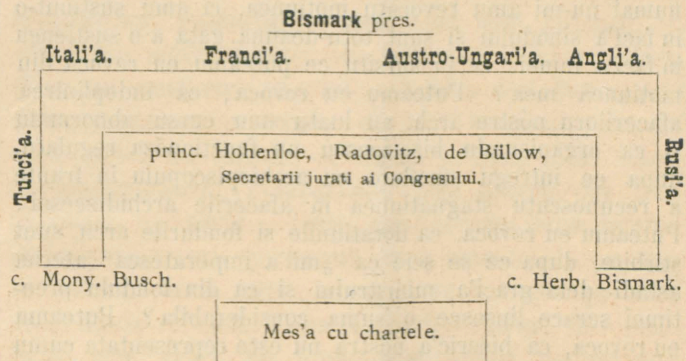 Bismark pres.
Itali'a. Franci'a. Austro-Ungari'a. Angli'a.
Turci'a.
Rusi'a.
princ. Hohenloe, Radovitz, de Bülow,
Secretarii jurati ai Congresului.
c. Mony. Busch. c. Herb. Bismark.
Mes'a cu chartele.